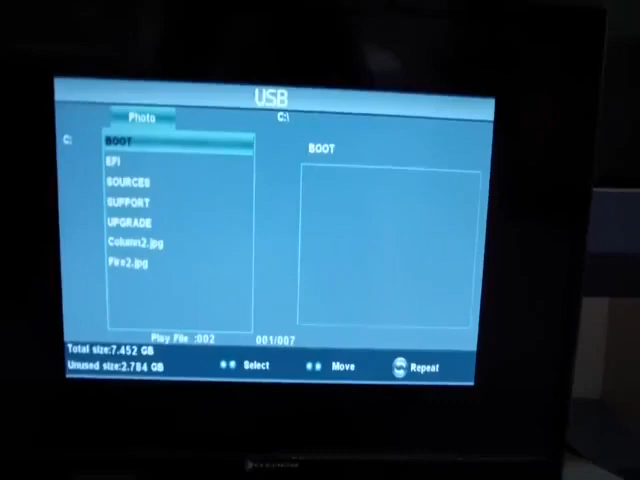 USB
Photo
C:\
C:
BOOT
BOOT
EFI
SOURCES
SUPPORT
UPGRADE
Column2.jpg
Fire2.jpg
Play File :002
001/007
Total size:7.452 GB
Unused size:2.784 GB
Select
Move
Repeat